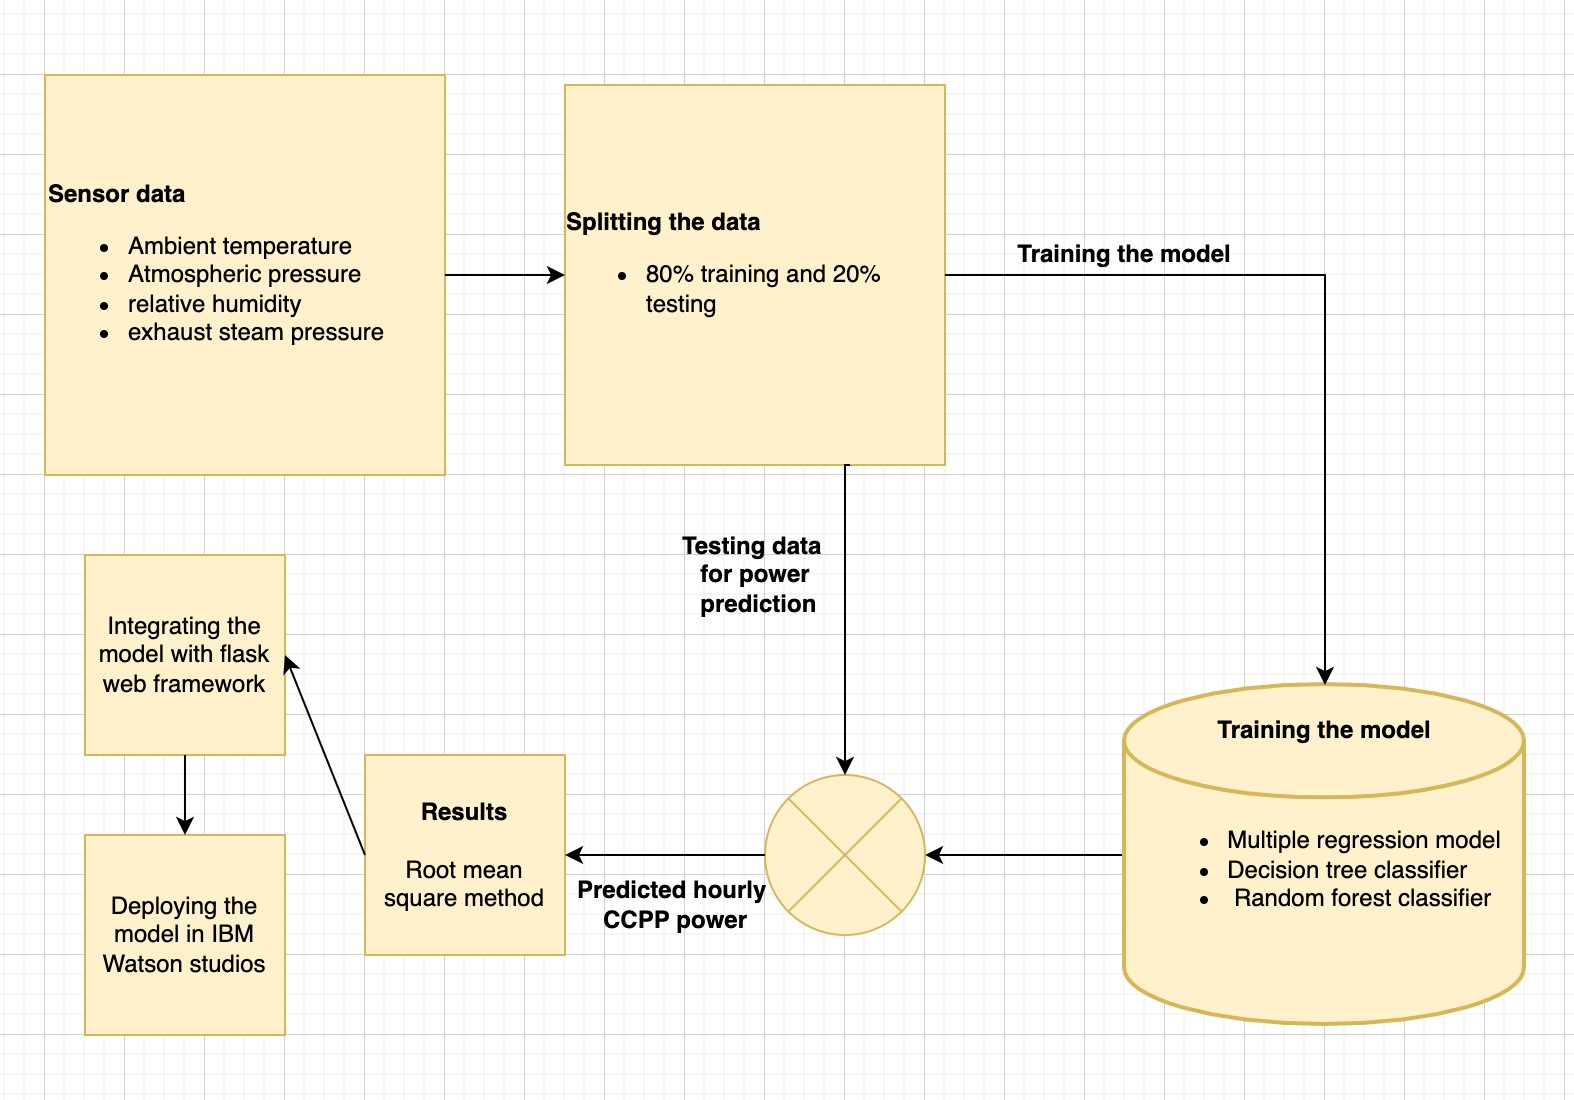 Sensor data
Ambient temperature
Atmospheric pressure
relative humidity
exhaust steam pressure
Splitting the data
80% training and 20%
testing
Training the model
Testing data
for power
prediction
Training the model
Multiple regression model
Decision tree classifier
Random forest classifier
Predicted hourly
CCPP power
Results
Root mean
square method
Integrating the
model with flask
web framework
Deploying the
model in IBM
Watson studios